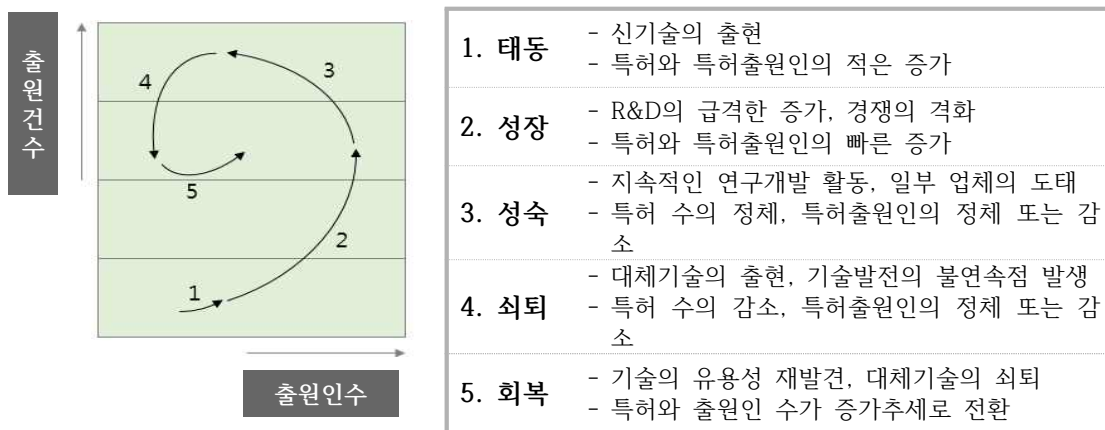 출원건수
4
3
5
2
1
출원인수
1. 태동
- 신기술의 출현
- 특허와 특허출원인의 적은 증가
2. 성장
- R&D의 급격한 증가, 경쟁의 격화
- 특허와 특허출원인의 빠른 증가
3. 성숙
- 지속적인 연구개발 활동, 일부 업체의 도태
- 특허 수의 정체, 특허출원인의 정체 또는 감
소
4. 쇠퇴
- 대체기술의 출현, 기술발전의 불연속점 발생
- 특허 수의 감소, 특허출원인의 정체 또는 감
소
5. 회복
- 기술의 유용성 재발견, 대체기술의 쇠퇴
- 특허와 출원인 수가 증가추세로 전환